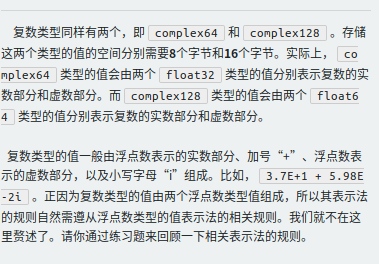 复数类型同样有两个，即 complex64 和 complex128 。存储
这两个类型的值的空间分别需要8个字节和16个字节。实际上， co
mplex64 类型的值会由两个 float32 类型的值分别表示复数的实
数部分和虚数部分。而 complex128 类型的值会由两个 float6
4 类型的值分别表示复数的实数部分和虚数部分。
复数类型的值一般由浮点数表示的实数部分、加号“+”、浮点数表
示的虚数部分，以及小写字母“i”组成。比如， 3.7E+1 + 5.98E
-2i 。正因为复数类型的值由两个浮点数类型值组成，所以其表示法
的规则自然需遵从浮点数类型的值表示法的相关规则。我们就不在这
里赘述了。请你通过练习题来回顾一下相关表示法的规则。